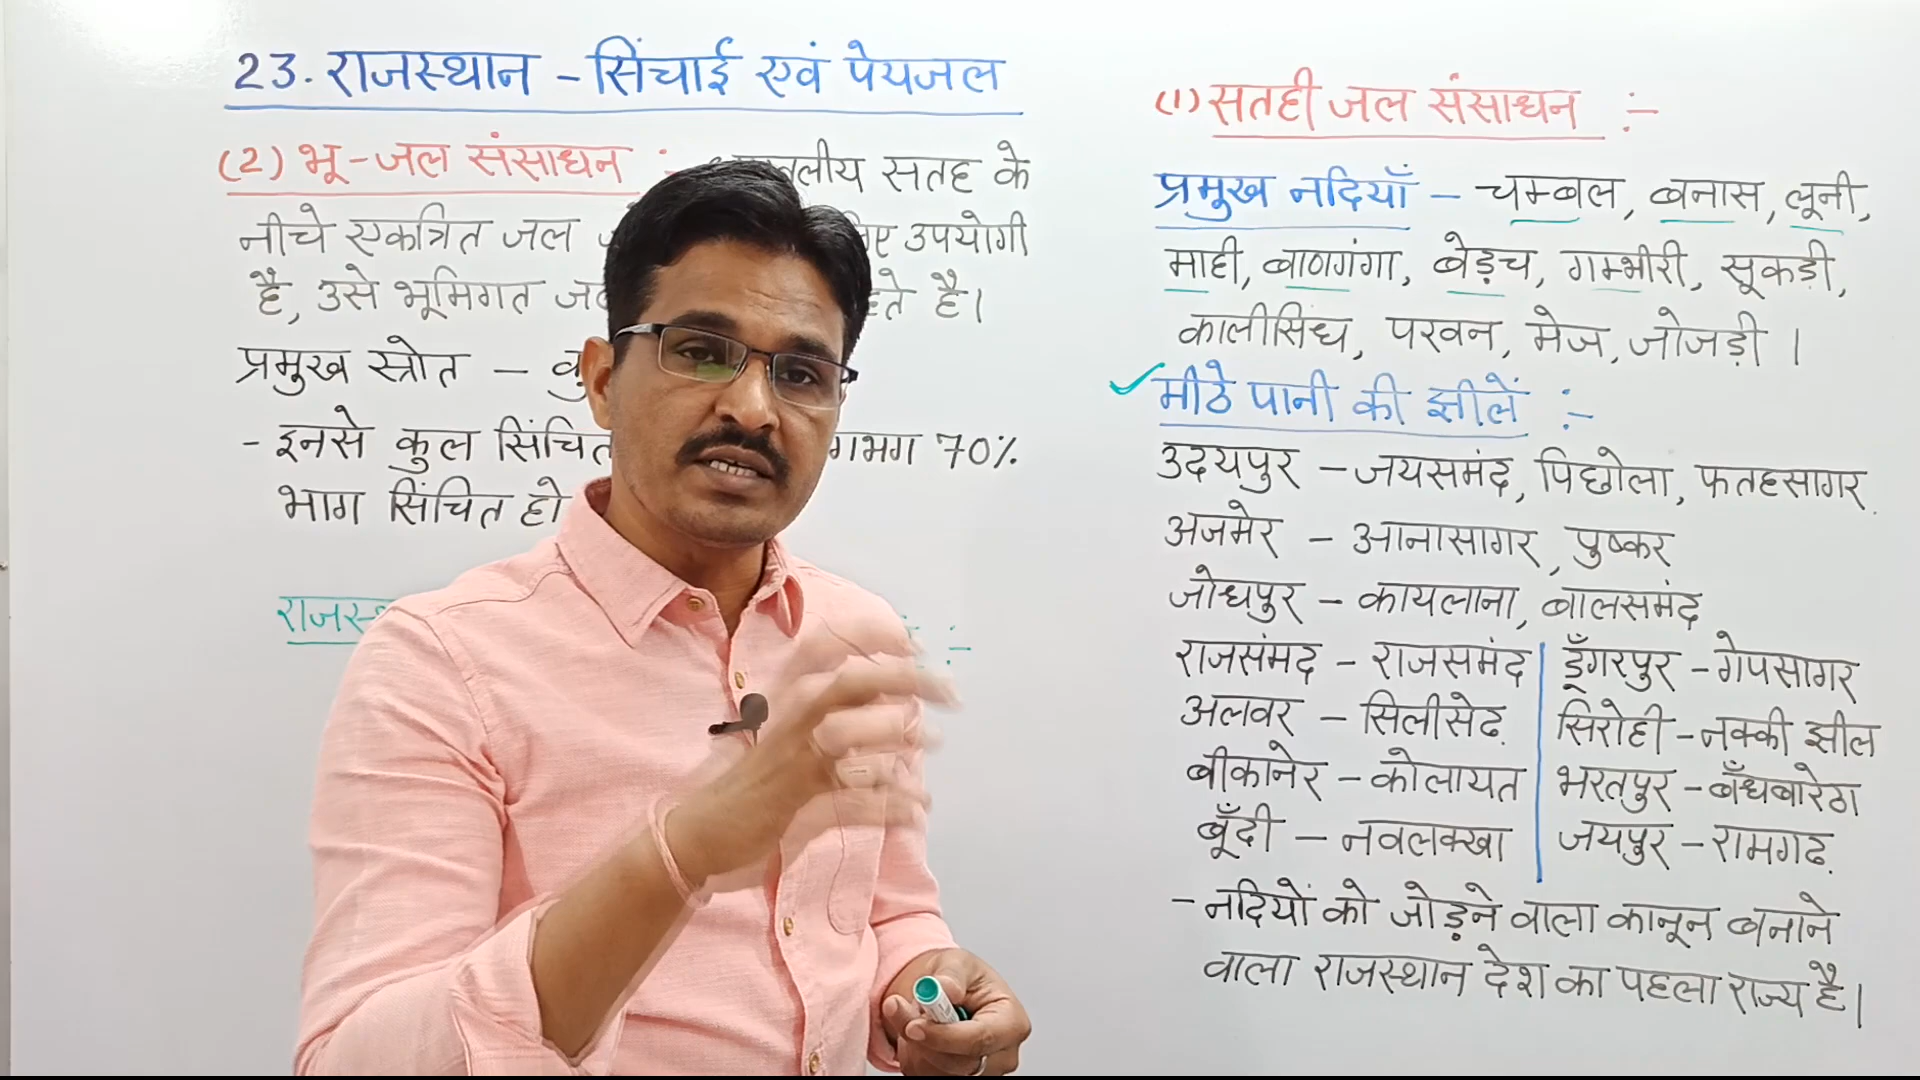 23. राजस्थान - सिंचाई एवं पेयजल
(2) भू-जल संसाधन :- सतह के
नीचे एकत्रित जल उपयोगी
है, उसे भूमिगत है।
प्रमुख स्त्रोत -
- इनसे कुल सिंचित 70%
भाग सिंचित हो
:-
(1) सतही जल संसाधन :-
प्रमुख नदियाँ - चम्बल, बनास, लूनी,
माही, बाणगंगा, बेड़च, गम्भीरी, सूकड़ी,
कालीसिंध, परवन, मेज, जोजड़ी ।
✓ मीठे पानी की झीलें :-
उदयपुर - जयसमंद, पिछोला, फतहसागर
अजमेर - आनासागर, पुष्कर
जोधपुर - कायलाना, बालसमंद
राजसंमद - राजसमंद | डूँगरपुर - गेपसागर
अलवर - सिलीसेढ़ | सिरोही - नक्की झील
बीकानेर - कोलायत | भरतपुर - बँधबारेठा
बूँदी - नवलक्खा | जयपुर - रामगढ़
- नदियों को जोड़ने वाला कानून बनाने
वाला राजस्थान देश का पहला राज्य है।